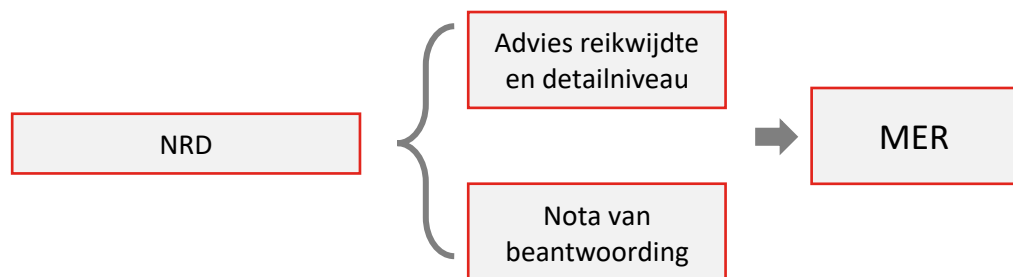 NRD
Advies reikwijdte
en detailniveau
Nota van
beantwoording
MER